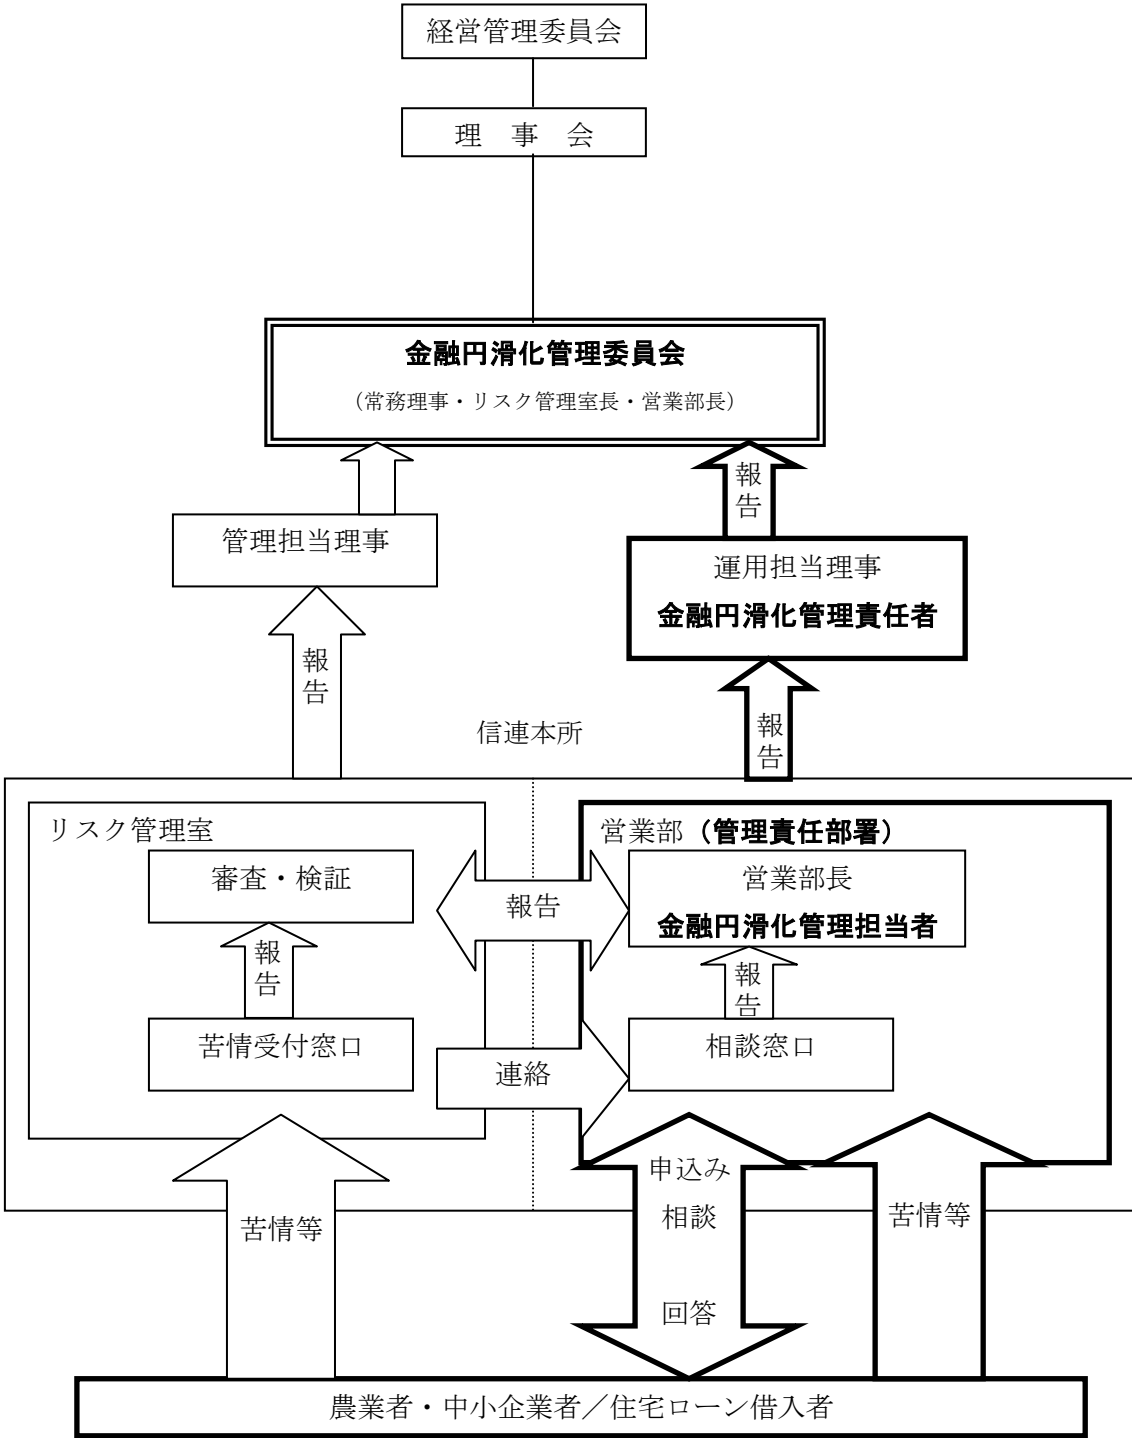 経営管理委員会
理　事　会
金融円滑化管理委員会
（常務理事・リスク管理室長・営業部長）
報
告
管理担当理事
運用担当理事
金融円滑化管理責任者
報
告
報
告
信連本所
リスク管理室
営業部（管理責任部署）
審査・検証
報告
営業部長
金融円滑化管理担当者
報
告
報
告
苦情受付窓口
連絡
相談窓口
申込み
相談
回答
苦情等
苦情等
農業者・中小企業者／住宅ローン借入者